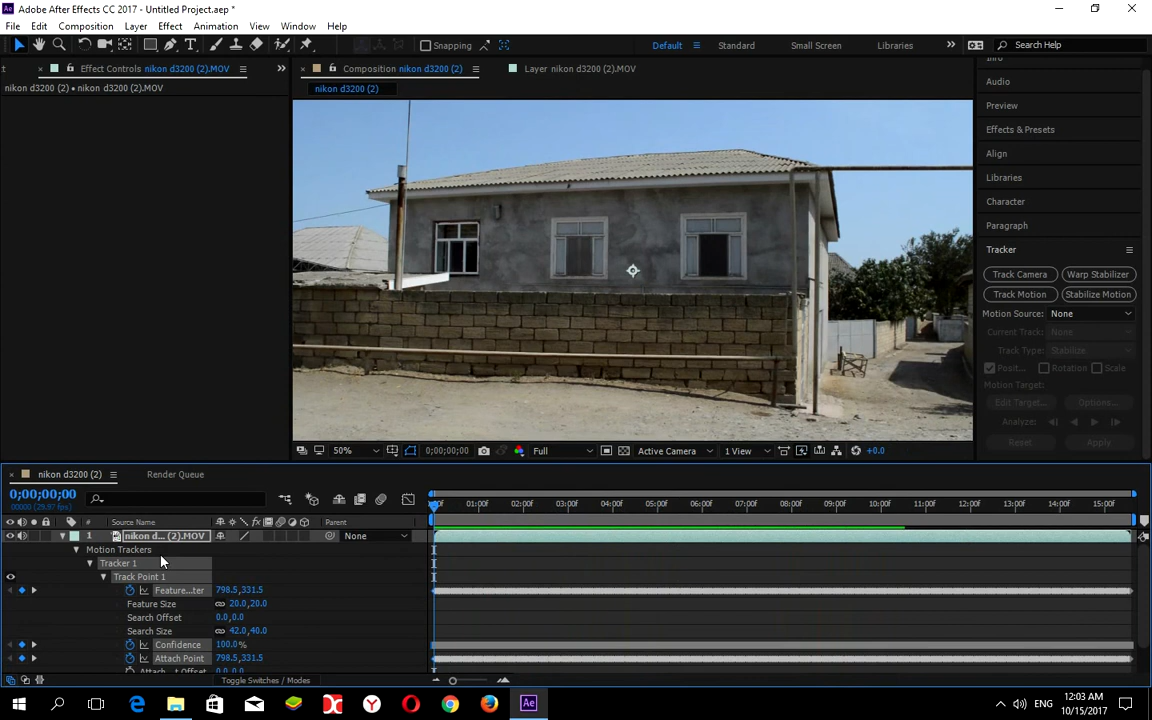 Adobe After Effects CC 2017 - Untitled Project.aep *
File Edit Composition Layer Effect Animation View Window Help
Snapping Default Standard Small Screen Libraries Search Help
Effect Controls nikon d3200 (2).MOV
Composition nikon d3200 (2)
Layer nikon d3200 (2).MOV
nikon d3200 (2) • nikon d3200 (2).MOV
nikon d3200 (2)
Audio
Preview
Effects & Presets
Align
Libraries
Character
Paragraph
Tracker
Track Camera Warp Stabilizer
Track Motion Stabilize Motion
Motion Source: None
Current Track: None
Track Type: Stabilize
Posit... Rotation Scale
Motion Target:
Edit Target... Options...
Analyze:
Reset Apply
50% 0;00;00;00 Full Active Camera 1 View +0.0
nikon d3200 (2) Render Queue
0;00;00;00
00000 (29.97 fps)
01:00f 02:00f 03:00f 04:00f 05:00f 06:00f 07:00f 08:00f 09:00f 10:00f 11:00f 12:00f 13:00f 14:00f 15:00f
# Source Name Parent
1 nikon d... (2).MOV None
Motion Trackers
Tracker 1
Track Point 1
Feature...ter 798.5,331.5
Feature Size 20.0,20.0
Search Offset 0.0,0.0
Search Size 42.0,40.0
Confidence 100.0%
Attach Point 798.5,331.5
Toggle Switches / Modes
12:03 AM
ENG
10/15/2017